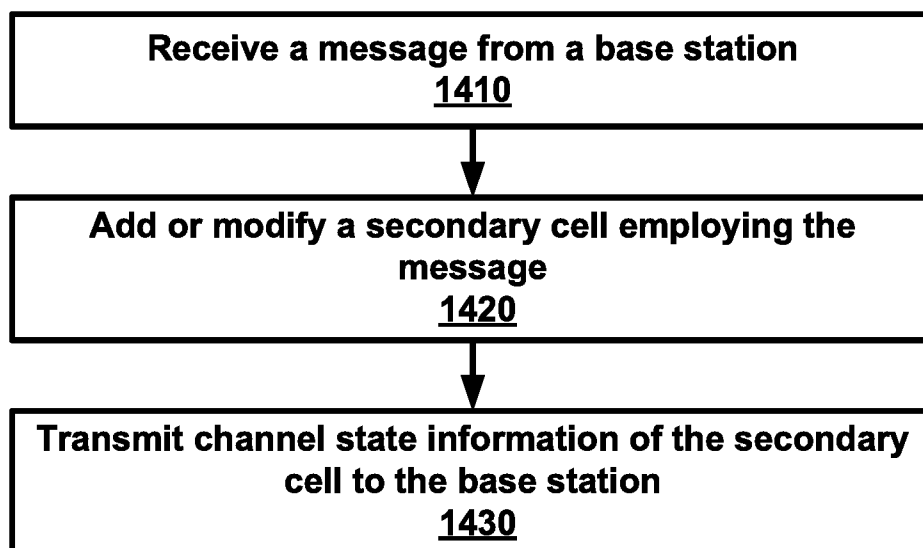 Receive a message from a base station
1410
Add or modify a secondary cell employing the
message
1420
Transmit channel state information of the secondary
cell to the base station
1430